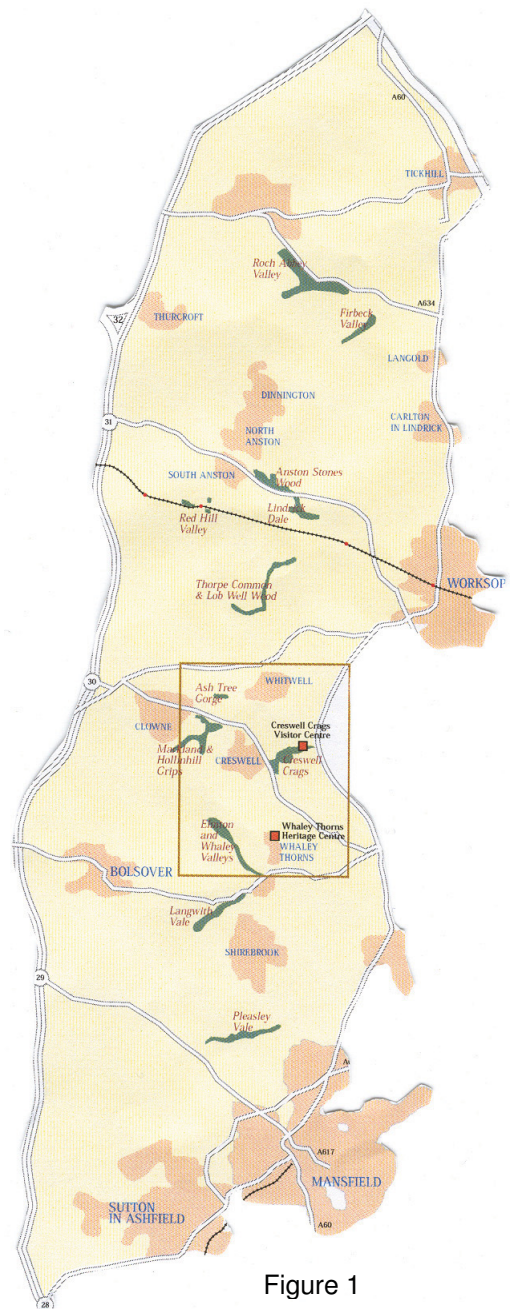 A60
TICKHILL
Roch Abbey
Valley
A634
Firbeck
Valley
32
THURCROFT
LANGOLD
DINNINGTON
CARLTON
IN LINDRICK
31
NORTH
ANSTON
SOUTH ANSTON
Anston Stones
Wood
Lindrick
Dale
Red Hill
Valley
Thorpe Common
& Lob Well Wood
WORKSOP
30
WHITWELL
Ash Tree
Gorge
CLOWNE
Creswell Crags
Visitor Centre
Markland &
Hollinhill
Grips
CRESWELL
Creswell
Crags
Elmton
and
Whaley
Valleys
Whaley Thorns
Heritage Centre
WHALEY
THORNS
BOLSOVER
Langwith
Vale
SHIREBROOK
29
Pleasley
Vale
A617
MANSFIELD
SUTTON
IN ASHFIELD
A60
28
Figure 1